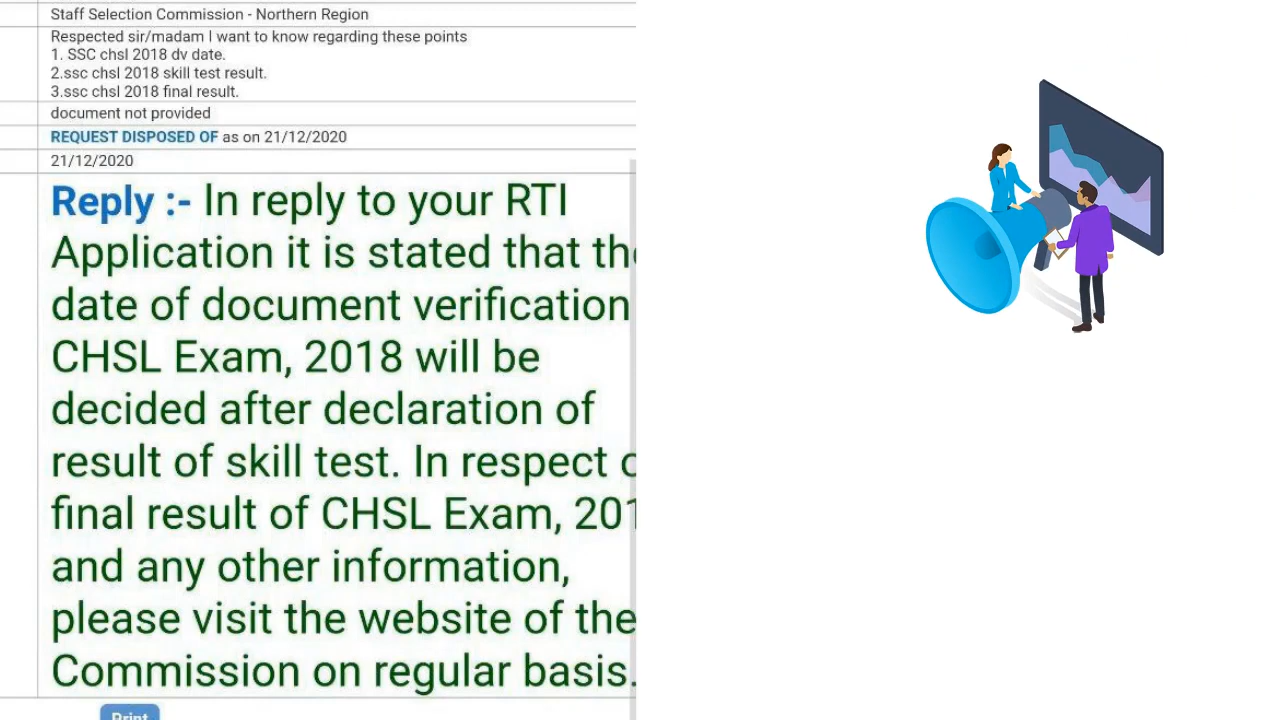 Staff Selection Commission - Northern Region
Respected sir/madam I want to know regarding these points
1. SSC chsl 2018 dv date.
2.ssc chsl 2018 skill test result.
3.ssc chsl 2018 final result.
document not provided
REQUEST DISPOSED OF as on 21/12/2020
21/12/2020
Reply :- In reply to your RTI
Application it is stated that the
date of document verification
CHSL Exam, 2018 will be
decided after declaration of
result of skill test. In respect
final result of CHSL Exam, 201
and any other information,
please visit the website of the
Commission on regular basis.
Print